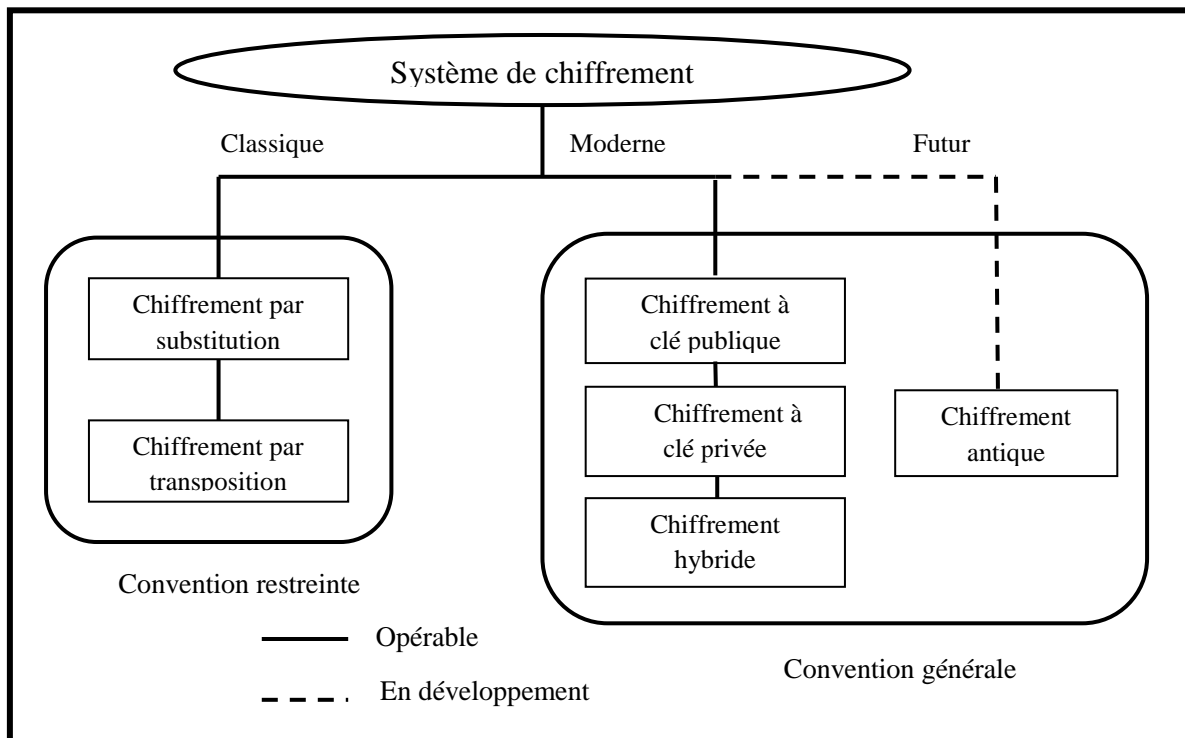 Système de chiffrement
Classique
Moderne
Futur
Chiffrement par
substitution
Chiffrement par
transposition
Chiffrement à
clé publique
Chiffrement à
clé privée
Chiffrement
hybride
Chiffrement
antique
Convention restreinte
Convention générale
Opérable
En développement